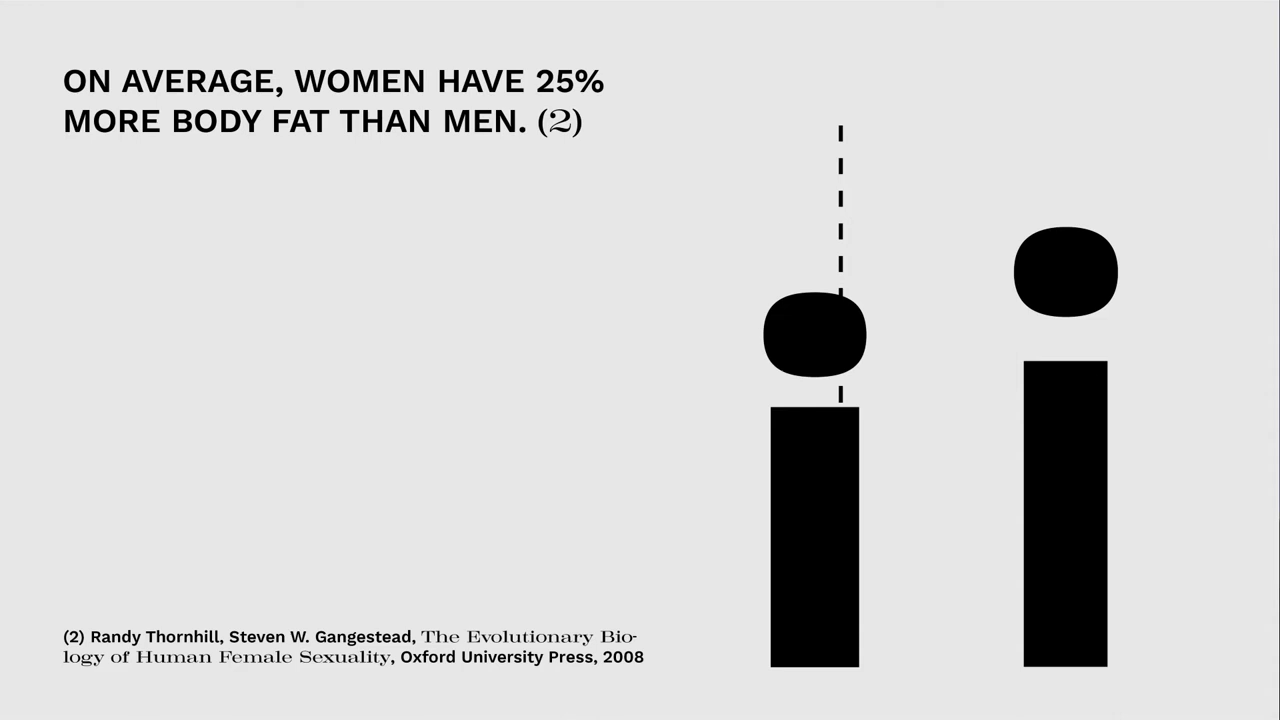 ON AVERAGE, WOMEN HAVE 25%
MORE BODY FAT THAN MEN. (2)
(2) Randy Thornhill, Steven W. Gangestead, The Evolutionary Bio-
logy of Human Female Sexuality, Oxford University Press, 2008